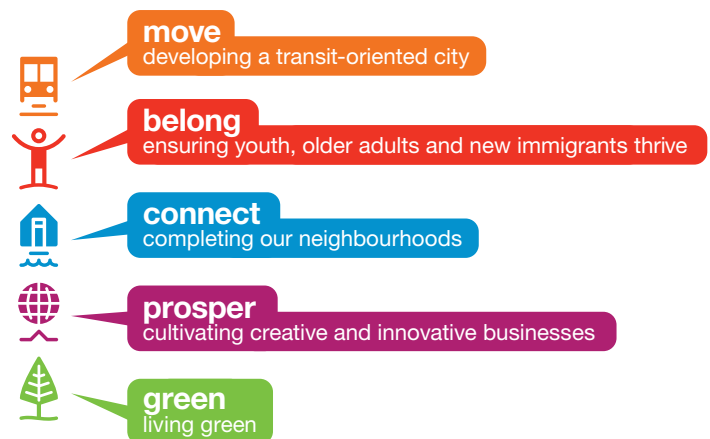 move
developing a transit-oriented city
belong
ensuring youth, older adults and new immigrants thrive
connect
completing our neighbourhoods
prosper
cultivating creative and innovative businesses
green
living green